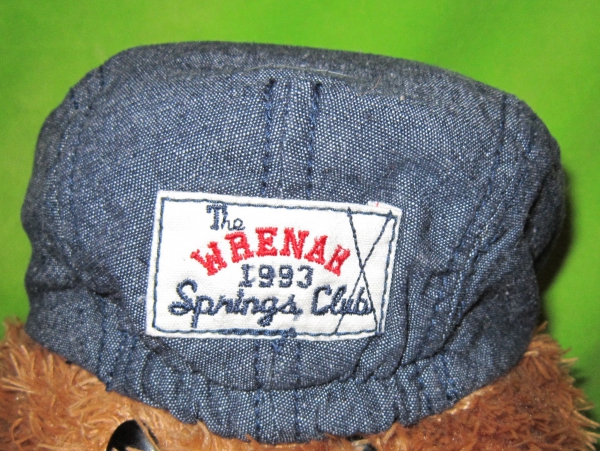 The
WRENAH
1993
Springs Club